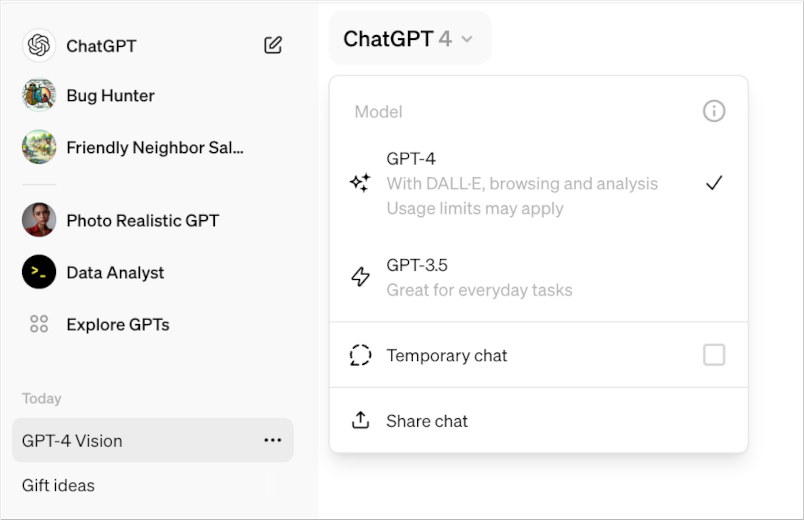 ChatGPT
Bug Hunter
Friendly Neighbor Sal...
Photo Realistic GPT
Data Analyst
Explore GPTs
Today
GPT-4 Vision
Gift ideas
ChatGPT 4
Model
GPT-4
With DALL·E, browsing and analysis
Usage limits may apply
GPT-3.5
Great for everyday tasks
Temporary chat
Share chat